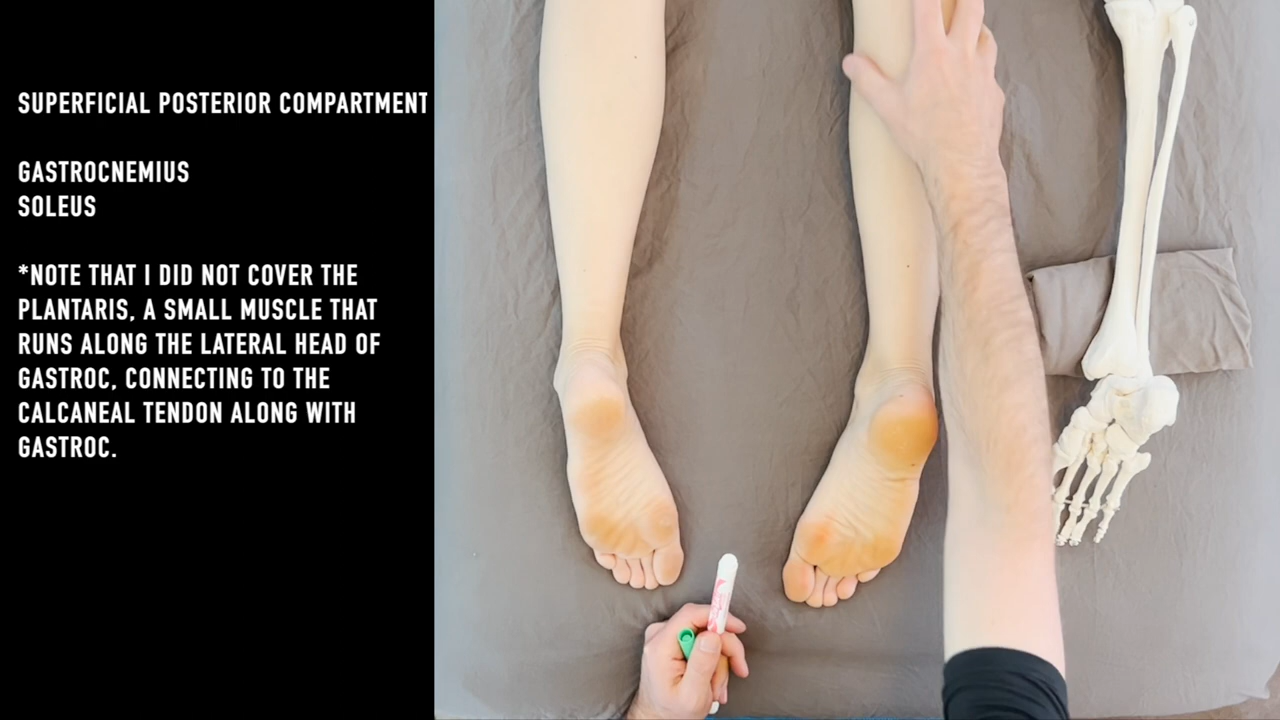 SUPERFICIAL POSTERIOR COMPARTMENT
GASTROCNEMIUS
SOLEUS
*NOTE THAT I DID NOT COVER THE
PLANTARIS, A SMALL MUSCLE THAT
RUNS ALONG THE LATERAL HEAD OF
GASTROC, CONNECTING TO THE
CALCANEAL TENDON ALONG WITH
GASTROC.